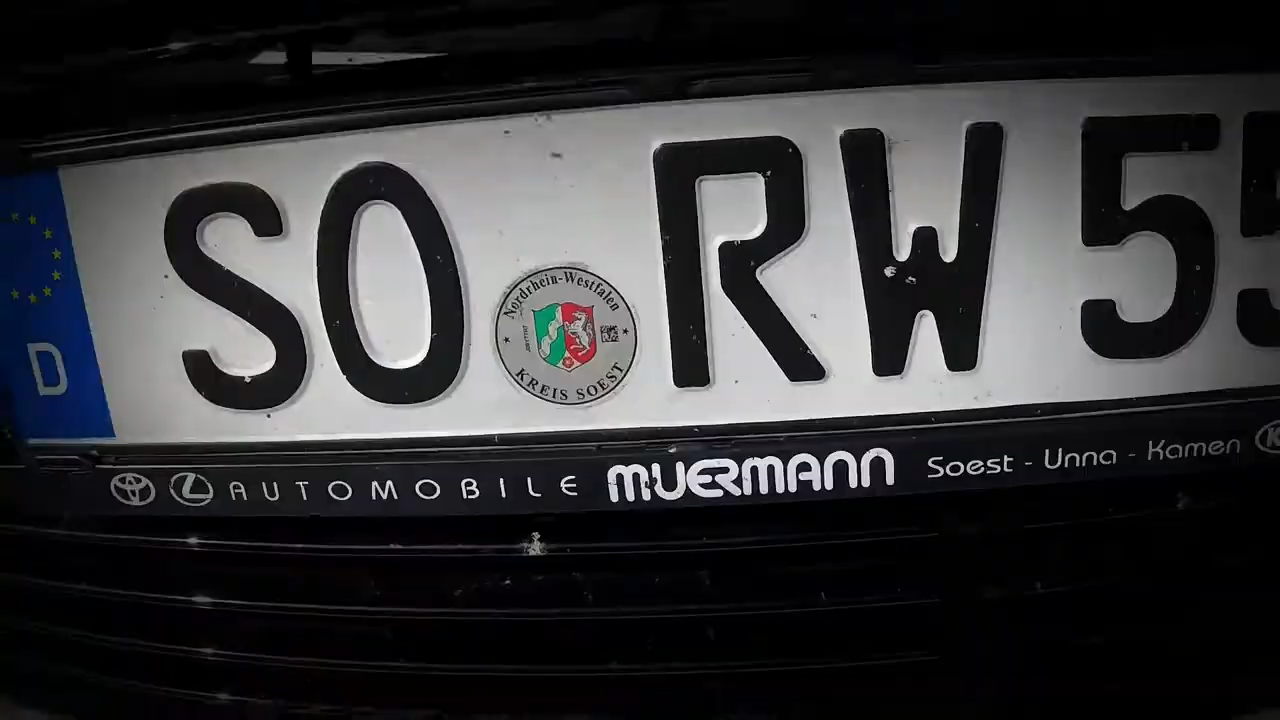 D
SO RW 55
Nordrhein-Westfalen
KREIS SOEST
AUTOMOBILE MUERMANN Soest - Unna - Kamen